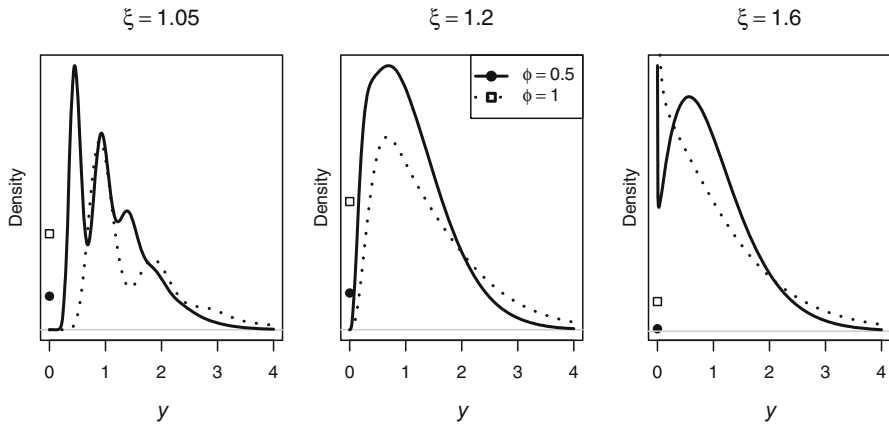 ξ = 1.05
ξ = 1.2
ξ = 1.6
Density
0 1 2 3 4
y
Density
ϕ = 0.5
ϕ = 1
0 1 2 3 4
y
Density
0 1 2 3 4
y